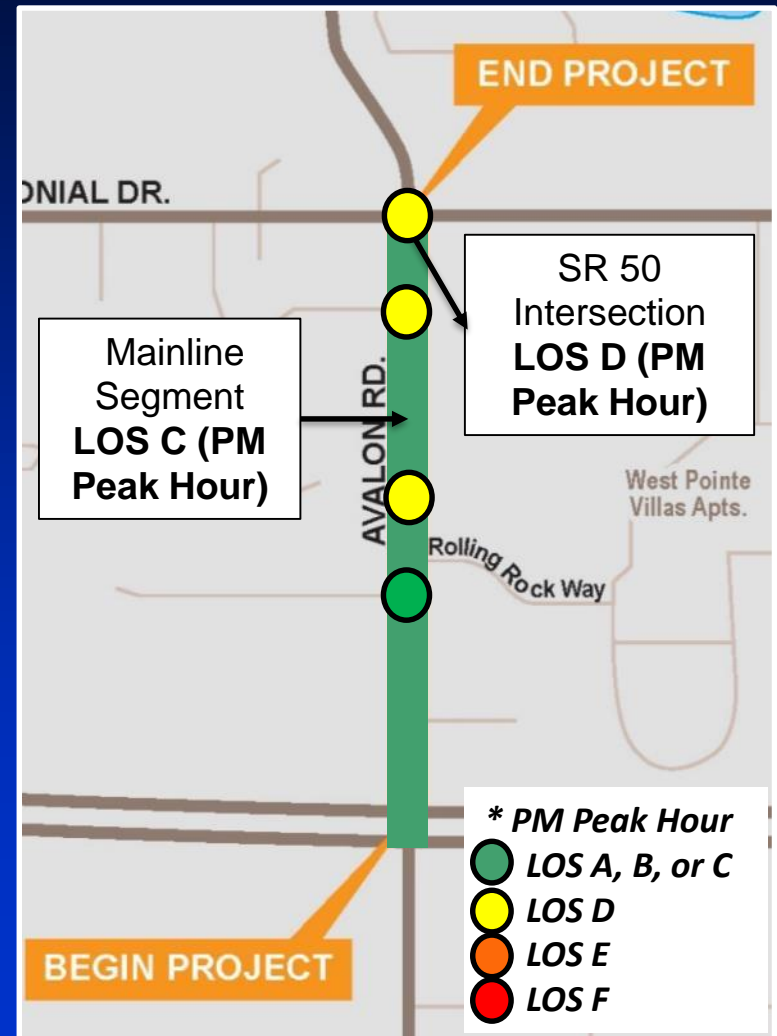 END PROJECT
ONIAL DR.
SR 50
Intersection
LOS D (PM
Peak Hour)
Mainline
Segment
LOS C (PM
Peak Hour)
AVALON RD.
West Pointe
Villas Apts.
Rolling Rock Way
* PM Peak Hour
LOS A, B, or C
LOS D
LOS E
LOS F
BEGIN PROJECT